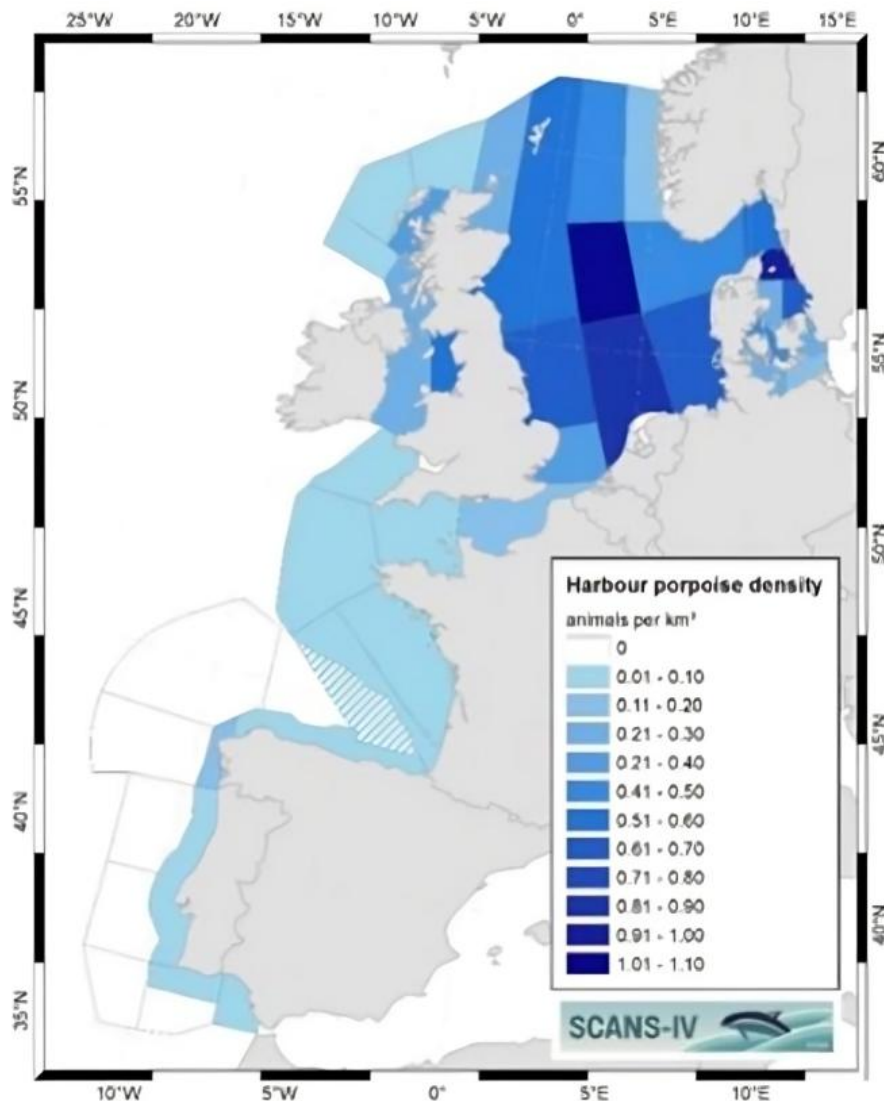 25°W 20°W 15°W 10°W 5°W 0° 5°E 10°E 15°E
55°N
50°N
45°N
40°N
35°N
60°N
55°N
50°N
45°N
40°N
Harbour porpoise density
animals per km²
0
0.01 - 0.10
0.11 - 0.20
0.21 - 0.30
0.21 - 0.40
0.41 - 0.50
0.51 - 0.60
0.61 - 0.70
0.71 - 0.80
0.81 - 0.90
0.91 - 1.00
1.01 - 1.10
SCANS-IV
10°W 5°W 0° 5°E 10°E